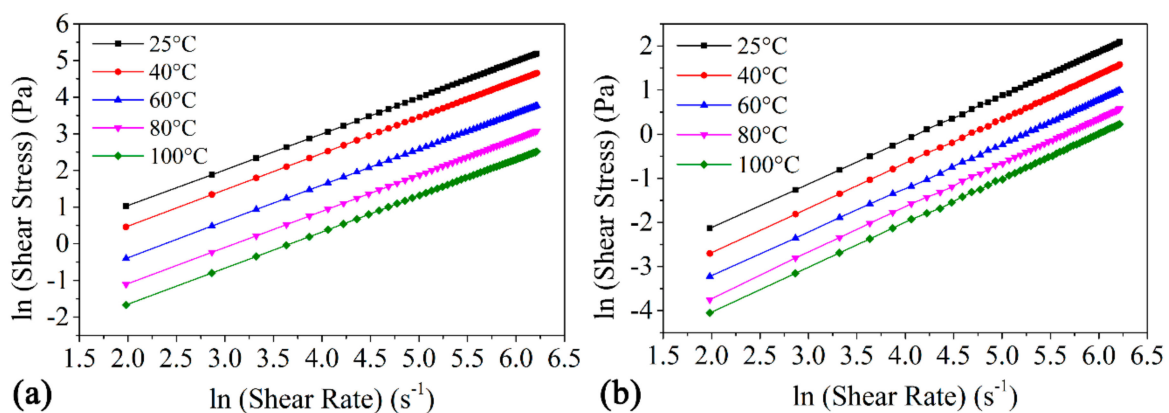 6
5
4
3
2
1
0
-1
-2
25°C
40°C
60°C
80°C
100°C
ln (Shear Stress) (Pa)
1.5 2.0 2.5 3.0 3.5 4.0 4.5 5.0 5.5 6.0 6.5
(a) ln (Shear Rate) (s⁻¹)
2
1
0
-1
-2
-3
-4
25°C
40°C
60°C
80°C
100°C
ln (Shear Stress) (Pa)
1.5 2.0 2.5 3.0 3.5 4.0 4.5 5.0 5.5 6.0 6.5
(b) ln (Shear Rate) (s⁻¹)